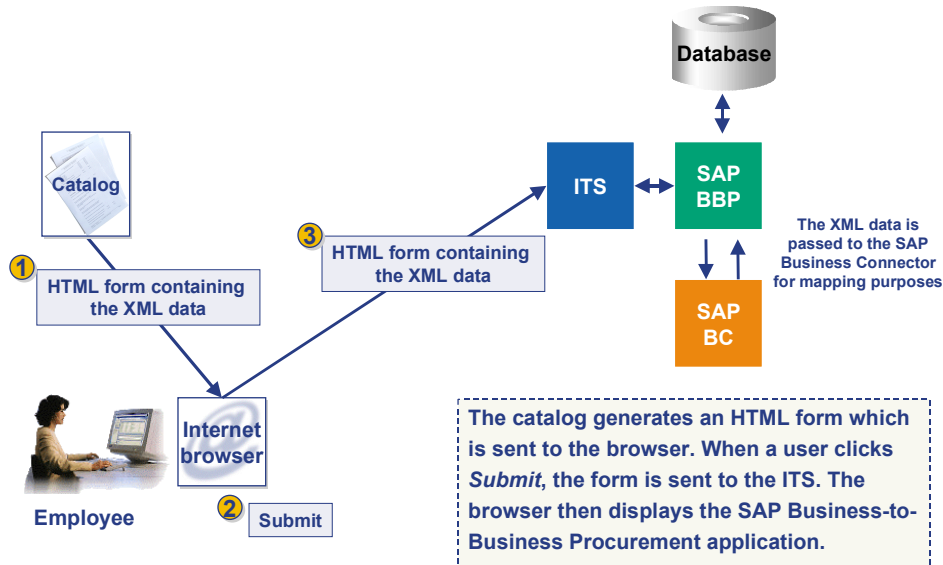 Database
Catalog
ITS
SAP
BBP
3
HTML form containing
the XML data
The XML data is
passed to the SAP
Business Connector
for mapping purposes
1
HTML form containing
the XML data
SAP
BC
Internet
browser
Employee
2
Submit
The catalog generates an HTML form which
is sent to the browser. When a user clicks
Submit, the form is sent to the ITS. The
browser then displays the SAP Business-to-
Business Procurement application.